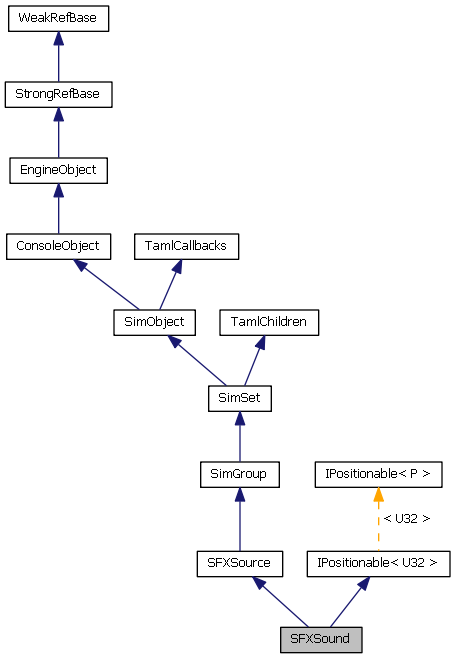 WeakRefBase
StrongRefBase
EngineObject
ConsoleObject
TamlCallbacks
SimObject
TamlChildren
SimSet
SimGroup
IPositionable< P >
< U32 >
SFXSource
IPositionable< U32 >
SFXSound